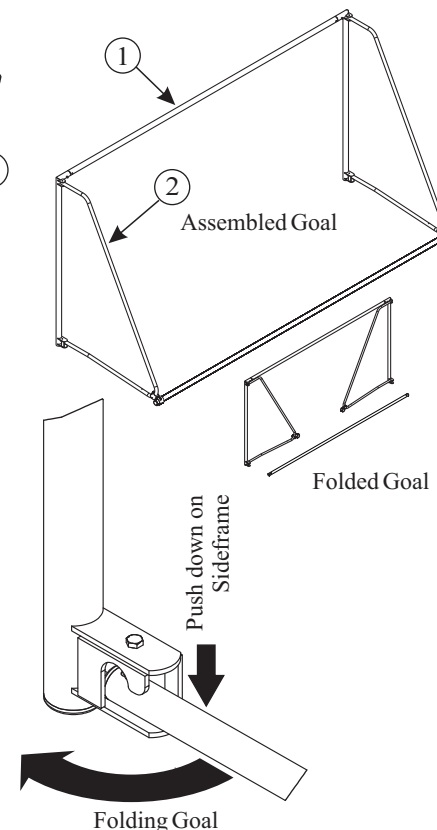 1
2
Assembled Goal
Folded Goal
Push down on
Sideframe
Folding Goal